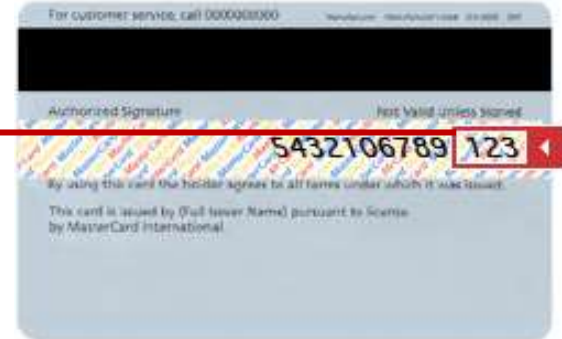 For customer service, call 0000000000
Authorized Signature
Not Valid Unless Signed
5432106789 123
By using this card the holder agrees to all terms under which it was issued.
This card is issued by (Full Issuer Name) pursuant to license
by MasterCard International